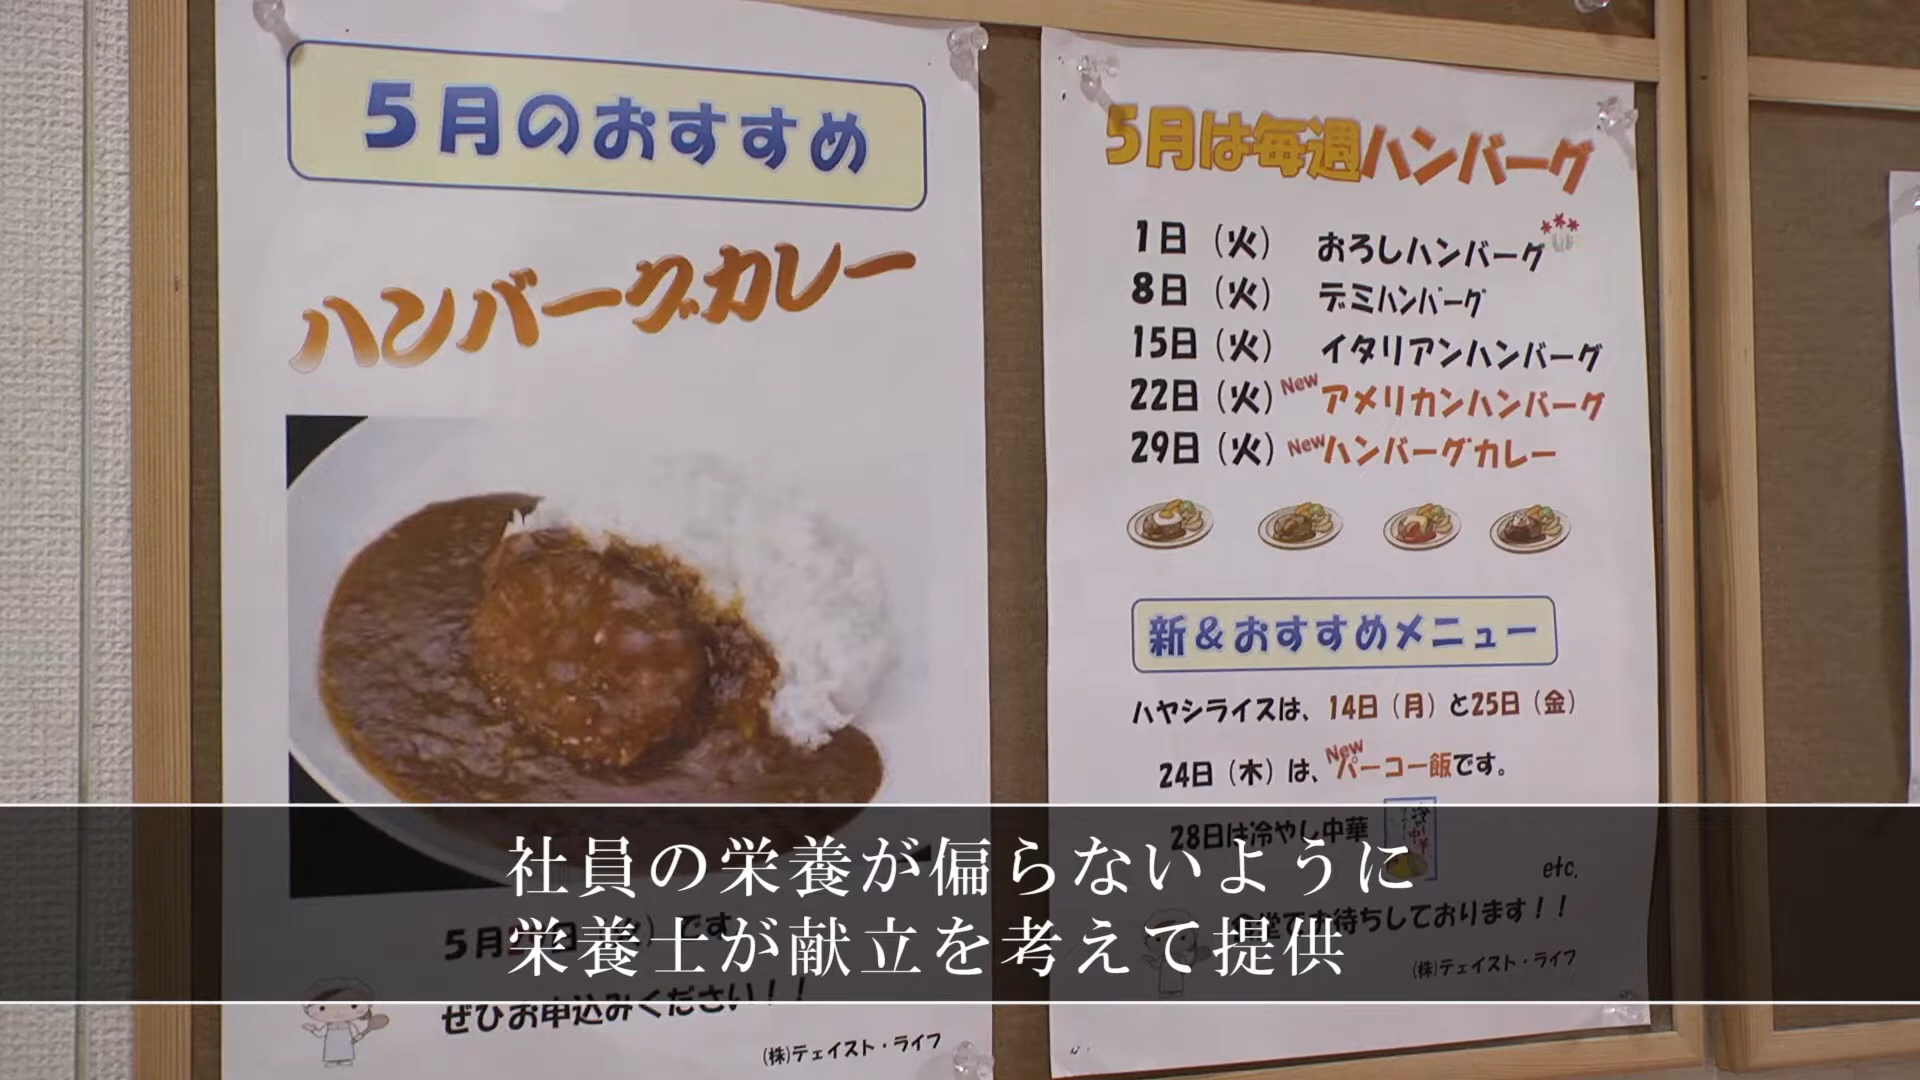 5月のおすすめ
ハンバーグカレー
5月
です
ぜひお申込みください!!
(株)テェイスト・ライフ
5月は毎週ハンバーグ
1日（火） おろしハンバーグ
8日（火） デミハンバーグ
15日（火） イタリアンハンバーグ
22日（火）New アメリカンハンバーグ
29日（火）New ハンバーグカレー
新＆おすすめメニュー
ハヤシライスは、14日（月）と25日（金）
24日（木）は、New パーコー飯です。
28日は冷やし中華
etc.
食堂でお待ちしております!!
(株)テェイスト・ライフ
社員の栄養が偏らないように
栄養士が献立を考えて提供